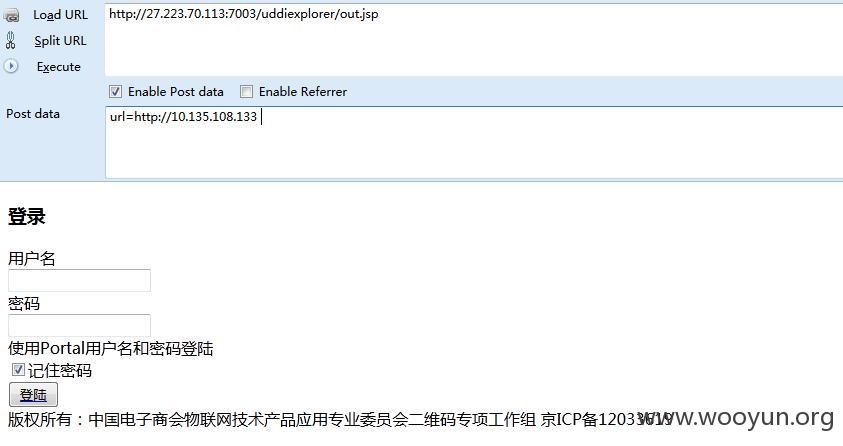 Load URL
http://27.223.70.113:7003/uddiexplorer/out.jsp
Split URL
Execute
Enable Post data
Enable Referrer
Post data
url=http://10.135.108.133
登录
用户名
密码
使用Portal用户名和密码登陆
记住密码
登陆
版权所有：中国电子商会物联网技术产品应用专业委员会二维码专项工作组 京ICP备12033619
www.wooyun.org